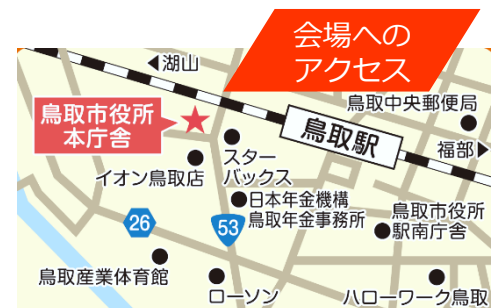 会場への
アクセス
◀湖山
鳥取市役所
本庁舎
鳥取駅
鳥取中央郵便局
福部▶
スター
バックス
イオン鳥取店
日本年金機構
鳥取年金事務所
鳥取市役所
駅南庁舎
26
53
鳥取産業体育館
ローソン
ハローワーク鳥取